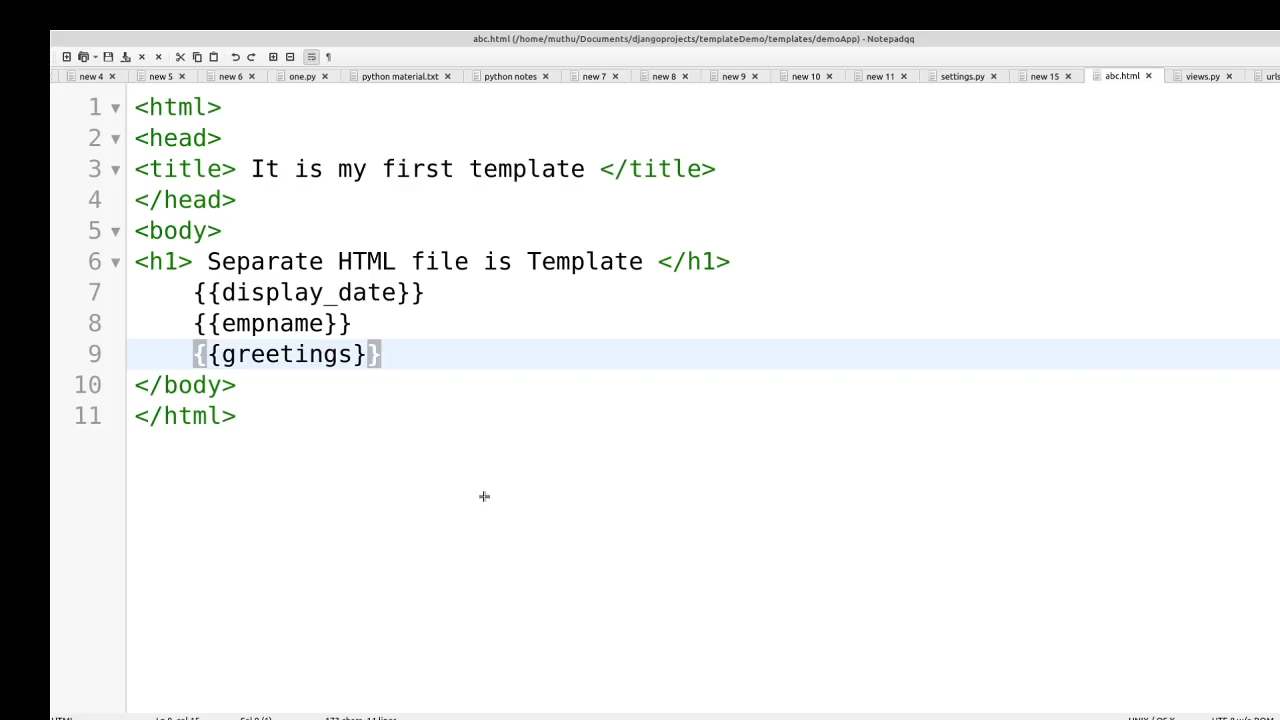 abc.html (/home/muthu/Documents/djangoprojects/templateDemo/templates/demoApp) - Notepadqq
new 4 new 5 new 6 one.py python material.txt python notes new 7 new 8 new 9 new 10 new 11 settings.py new 15 abc.html views.py urls
1 <html>
2 <head>
3 <title> It is my first template </title>
4 </head>
5 <body>
6 <h1> Separate HTML file is Template </h1>
7 {{display_date}}
8 {{empname}}
9 {{greetings}}
10 </body>
11 </html>